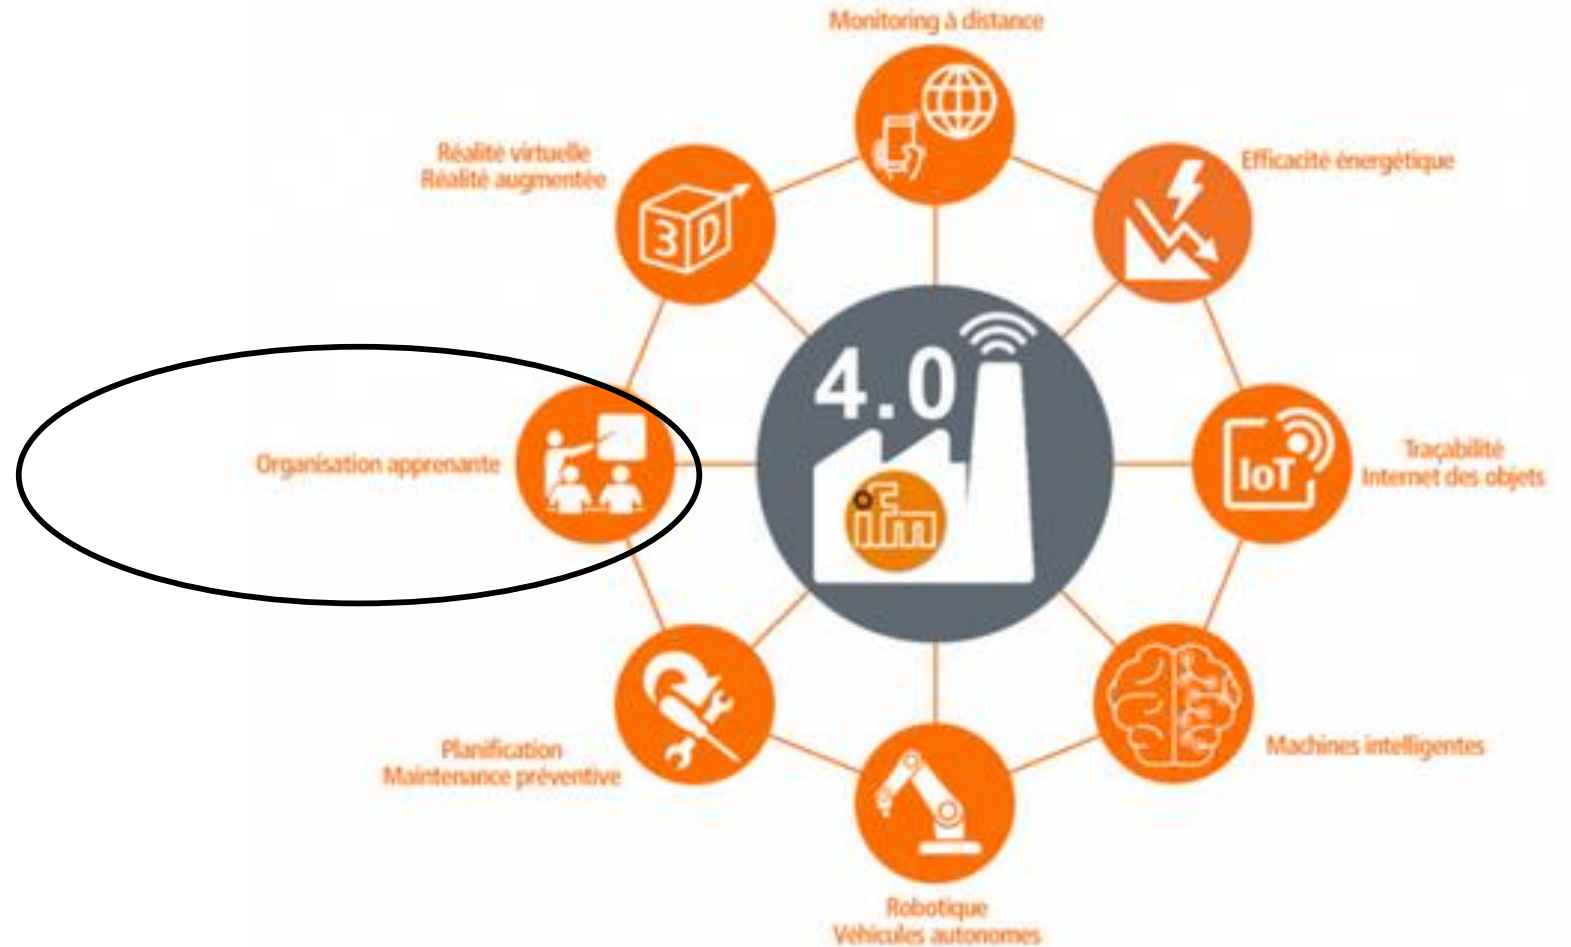 Monitoring à distance
Réalité virtuelle
Réalité augmentée
3D
Efficacité énergétique
4.0
Organisation apprenante
ifm
IoT
Traçabilité
Internet des objets
Planification
Maintenance préventive
Machines intelligentes
Robotique
Véhicules autonomes